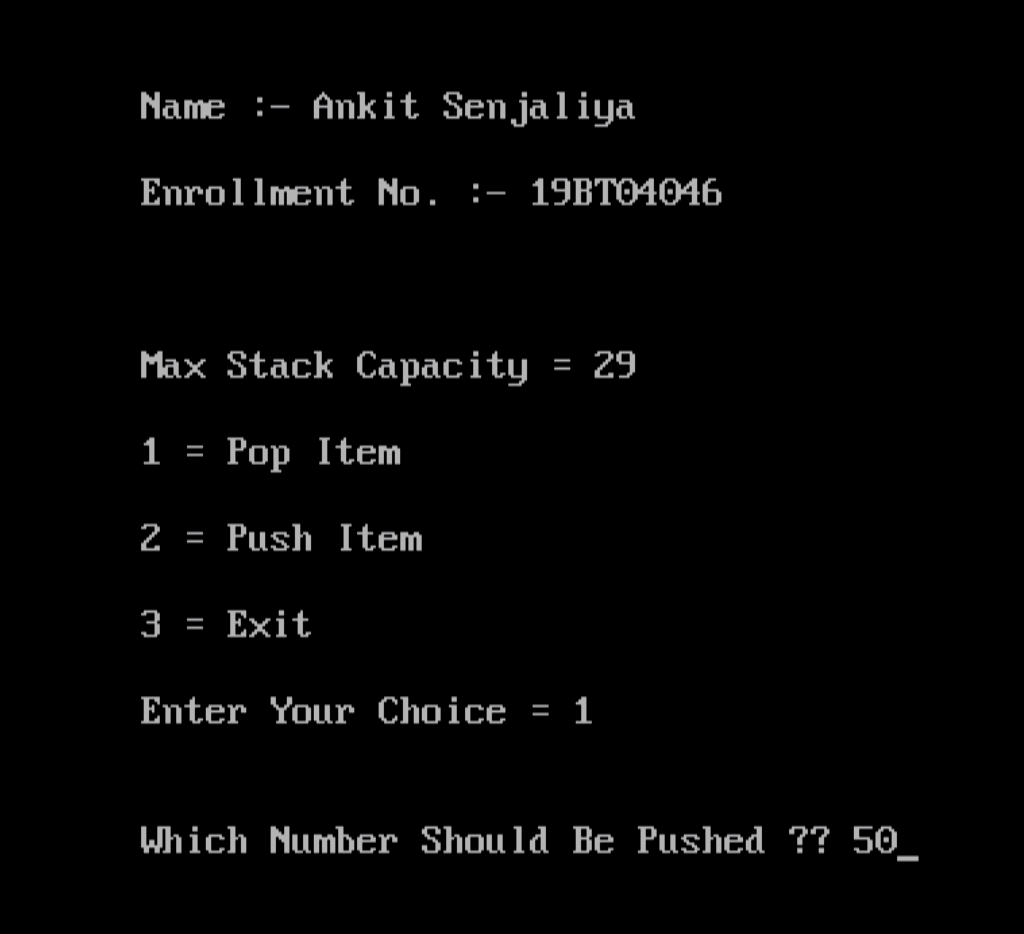 Name :- Ankit Senjaliya
Enrollment No. :- 19BT04046
Max Stack Capacity = 29
1 = Pop Item
2 = Push Item
3 = Exit
Enter Your Choice = 1
Which Number Should Be Pushed ?? 50_